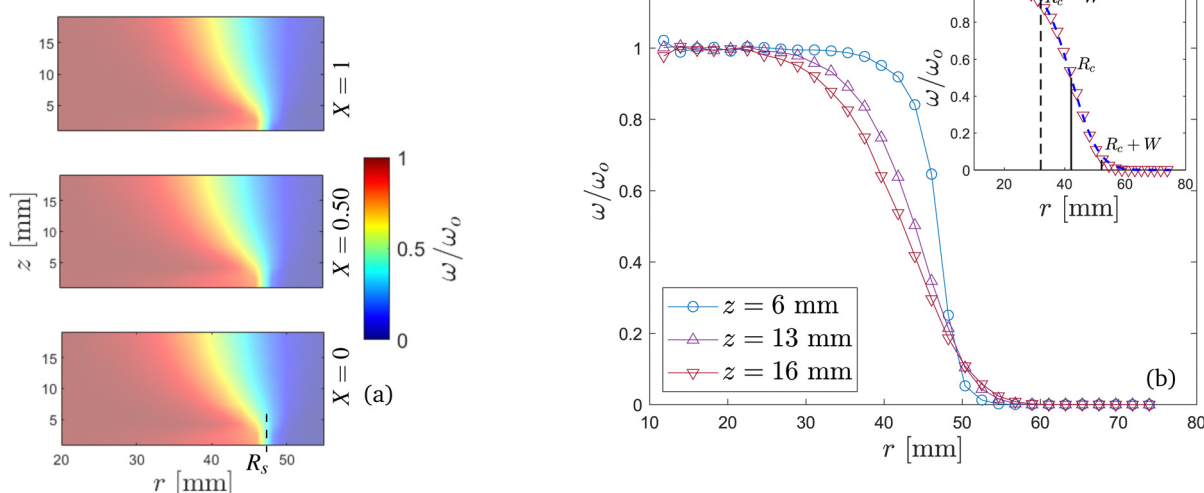 15
10
5
X = 1
15
10
5
z [mm]
X = 0.50
1
0.5
0
ω/ω_o
15
10
5
X = 0
(a)
20
30
40
50
R_s
r [mm]
1
0.8
0.6
0.4
0.2
0
ω/ω_o
z = 6 mm
z = 13 mm
z = 16 mm
(b)
10
20
30
40
50
60
70
80
r [mm]
0.8
0.6
0.4
0.2
0
ω/ω_o
R_c
R_c + W
20
40
60
80
r [mm]